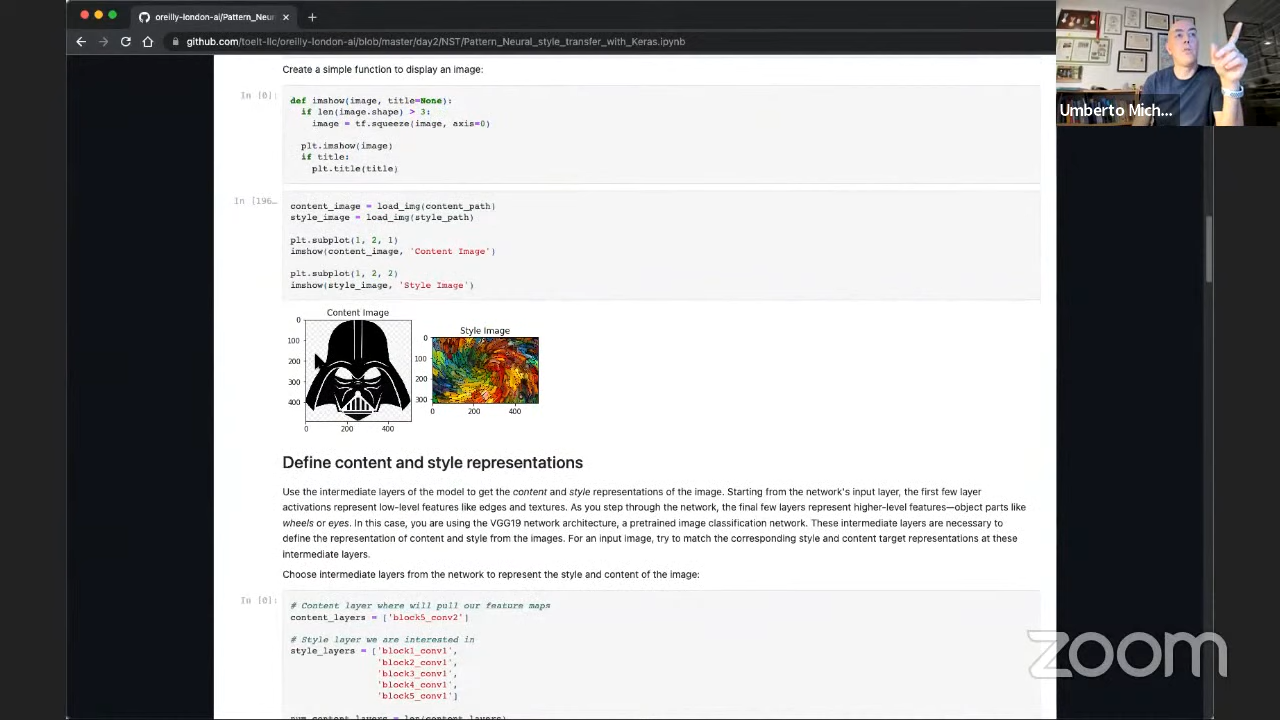 oreilly-london-ai/Pattern_Neur
github.com/toelt-llc/oreilly-london-ai/blob/master/day2/NST/Pattern_Neural_style_transfer_with_Keras.ipynb
Umberto Mich...
Create a simple function to display an image:
In [0]:
def imshow(image, title=None):
if len(image.shape) > 3:
image = tf.squeeze(image, axis=0)
plt.imshow(image)
if title:
plt.title(title)
In [196...
content_image = load_img(content_path)
style_image = load_img(style_path)
plt.subplot(1, 2, 1)
imshow(content_image, 'Content Image')
plt.subplot(1, 2, 2)
imshow(style_image, 'Style Image')
Content Image
0
100
200
300
400
0 200 400
Style Image
0
100
200
300
0 200 400
Define content and style representations
Use the intermediate layers of the model to get the content and style representations of the image. Starting from the network's input layer, the first few layer
activations represent low-level features like edges and textures. As you step through the network, the final few layers represent higher-level features—object parts like
wheels or eyes. In this case, you are using the VGG19 network architecture, a pretrained image classification network. These intermediate layers are necessary to
define the representation of content and style from the images. For an input image, try to match the corresponding style and content target representations at these
intermediate layers.
Choose intermediate layers from the network to represent the style and content of the image:
In [0]:
# Content layer where will pull our feature maps
content_layers = ['block5_conv2']
# Style layer we are interested in
style_layers = ['block1_conv1',
'block2_conv1',
'block3_conv1',
'block4_conv1',
'block5_conv1']
num_content_layers = len(content_layers)
zoom